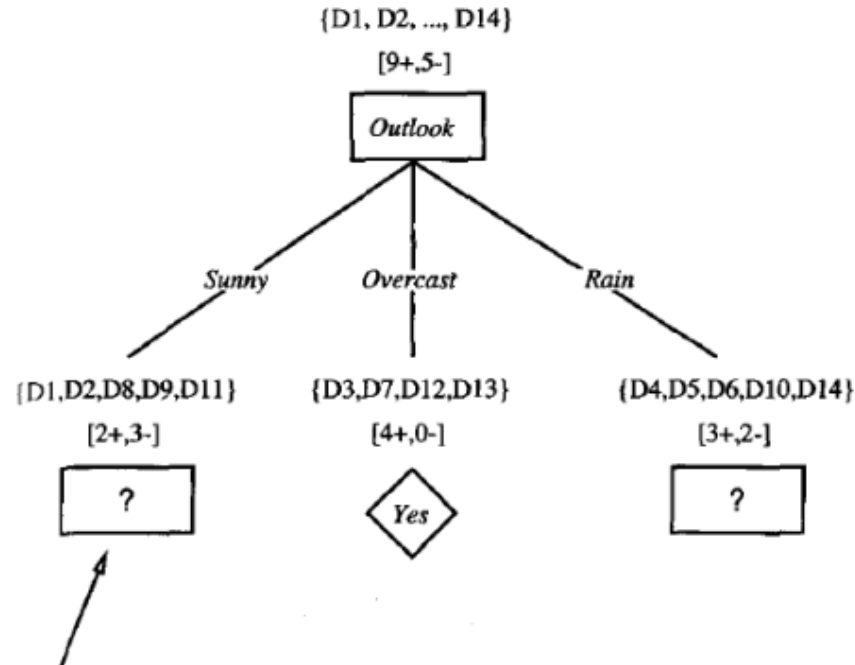 {D1, D2, ..., D14}
[9+,5-]
Outlook
Sunny
Overcast
Rain
{D1,D2,D8,D9,D11}
{D3,D7,D12,D13}
{D4,D5,D6,D10,D14}
[2+,3-]
[4+,0-]
[3+,2-]
?
Yes
?